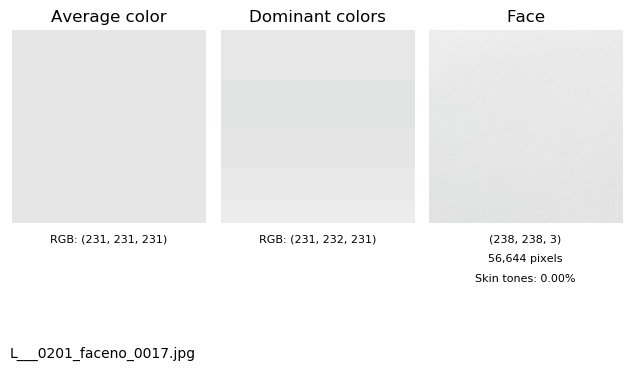 Average color
Dominant colors
Face
RGB: (231, 231, 231)
RGB: (231, 232, 231)
(238, 238, 3)
56,644 pixels
Skin tones: 0.00%
L___0201_faceno_0017.jpg